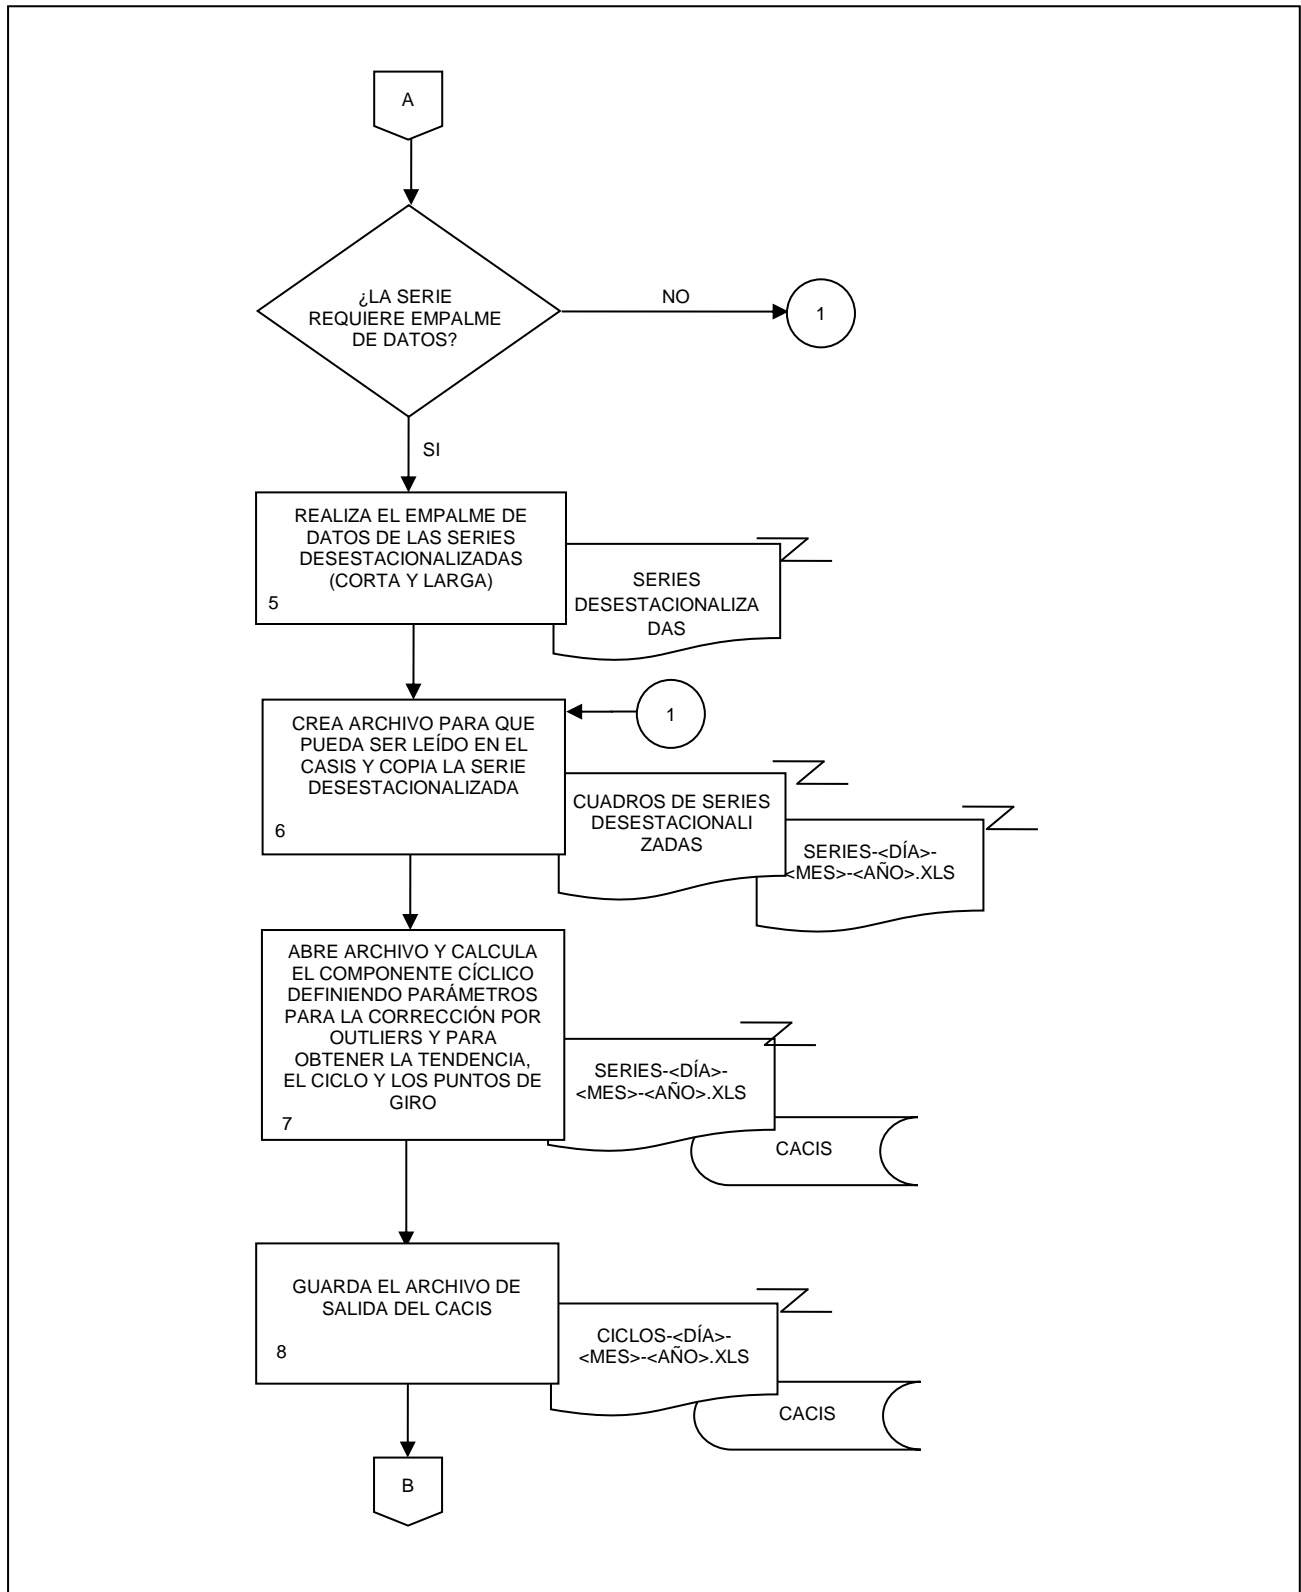 A
¿LA SERIE
REQUIERE EMPALME
DE DATOS?
NO
1
SI
REALIZA EL EMPALME DE
DATOS DE LAS SERIES
DESESTACIONALIZADAS
(CORTA Y LARGA)
5
SERIES
DESESTACIONALIZA
DAS
CREA ARCHIVO PARA QUE
PUEDA SER LEÍDO EN EL
CASIS Y COPIA LA SERIE
DESESTACIONALIZADA
6
1
CUADROS DE SERIES
DESESTACIONALI
ZADAS
SERIES-<DÍA>-
<MES>-<AÑO>.XLS
ABRE ARCHIVO Y CALCULA
EL COMPONENTE CÍCLICO
DEFINIENDO PARÁMETROS
PARA LA CORRECCIÓN POR
OUTLIERS Y PARA
OBTENER LA TENDENCIA,
EL CICLO Y LOS PUNTOS DE
GIRO
7
SERIES-<DÍA>-
<MES>-<AÑO>.XLS
CACIS
GUARDA EL ARCHIVO DE
SALIDA DEL CACIS
8
CICLOS-<DÍA>-
<MES>-<AÑO>.XLS
CACIS
B